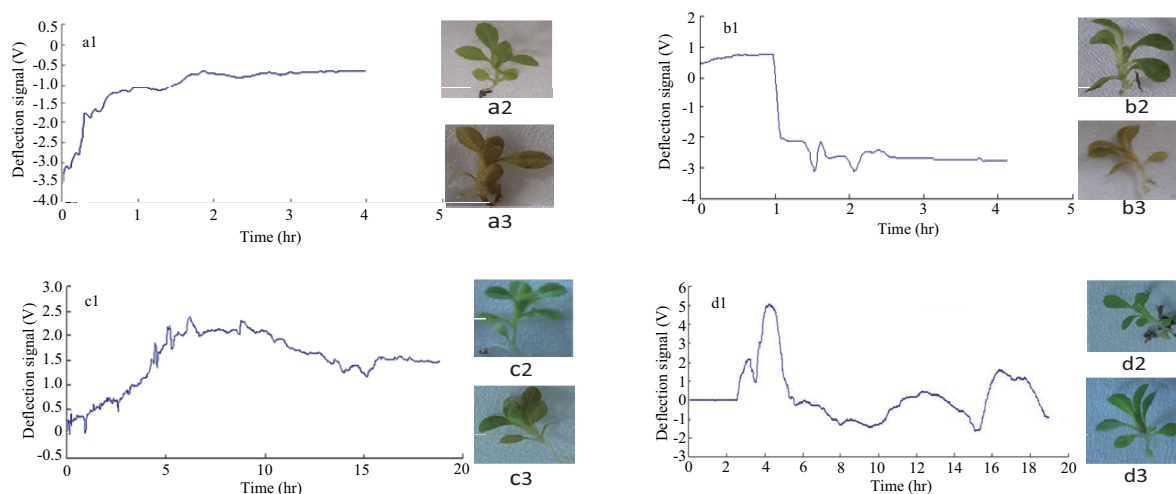 Deflection signal (V)
0.5
0
-0.5
-1.0
-1.5
-2.0
-2.5
-3.0
-3.5
-4.0
a1
0 1 2 3 4 5
Time (hr)
a2
a3
Deflection signal (V)
2
1
0
-1
-2
-3
-4
b1
0 1 2 3 4 5
Time (hr)
b2
b3
Deflection signal (V)
3.0
2.5
2.0
1.5
1.0
0.5
0.0
-0.5
c1
0 5 10 15 20
Time (hr)
c2
c3
Deflection signal (V)
6
5
4
3
2
1
0
-1
-2
-3
d1
0 2 4 6 8 10 12 14 16 18 20
Time (hr)
d2
d3